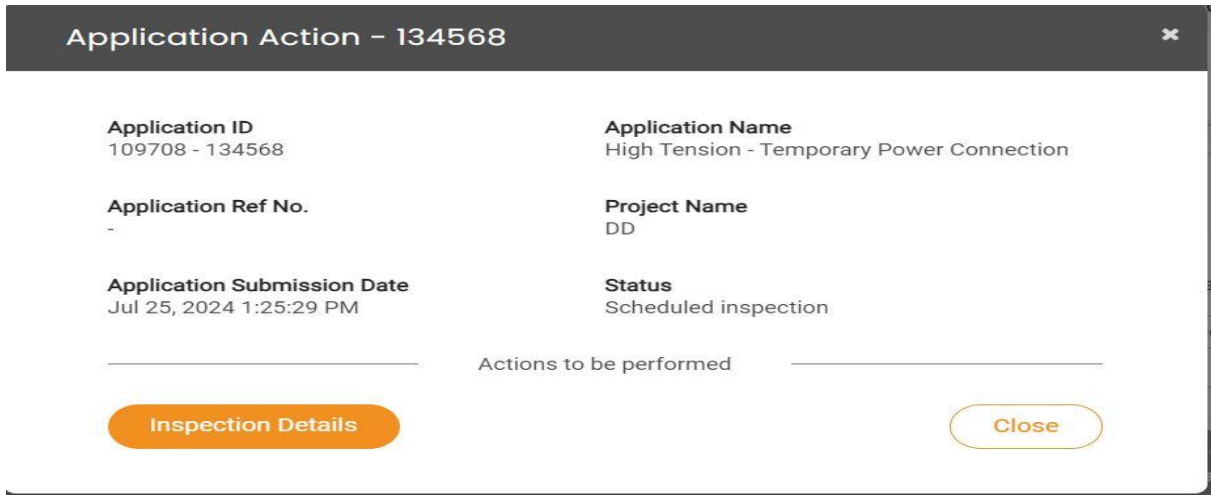 Application Action - 134568
Application ID
109708 - 134568
Application Name
High Tension - Temporary Power Connection
Application Ref No.
-
Project Name
DD
Application Submission Date
Jul 25, 2024 1:25:29 PM
Status
Scheduled inspection
Actions to be performed
Inspection Details
Close